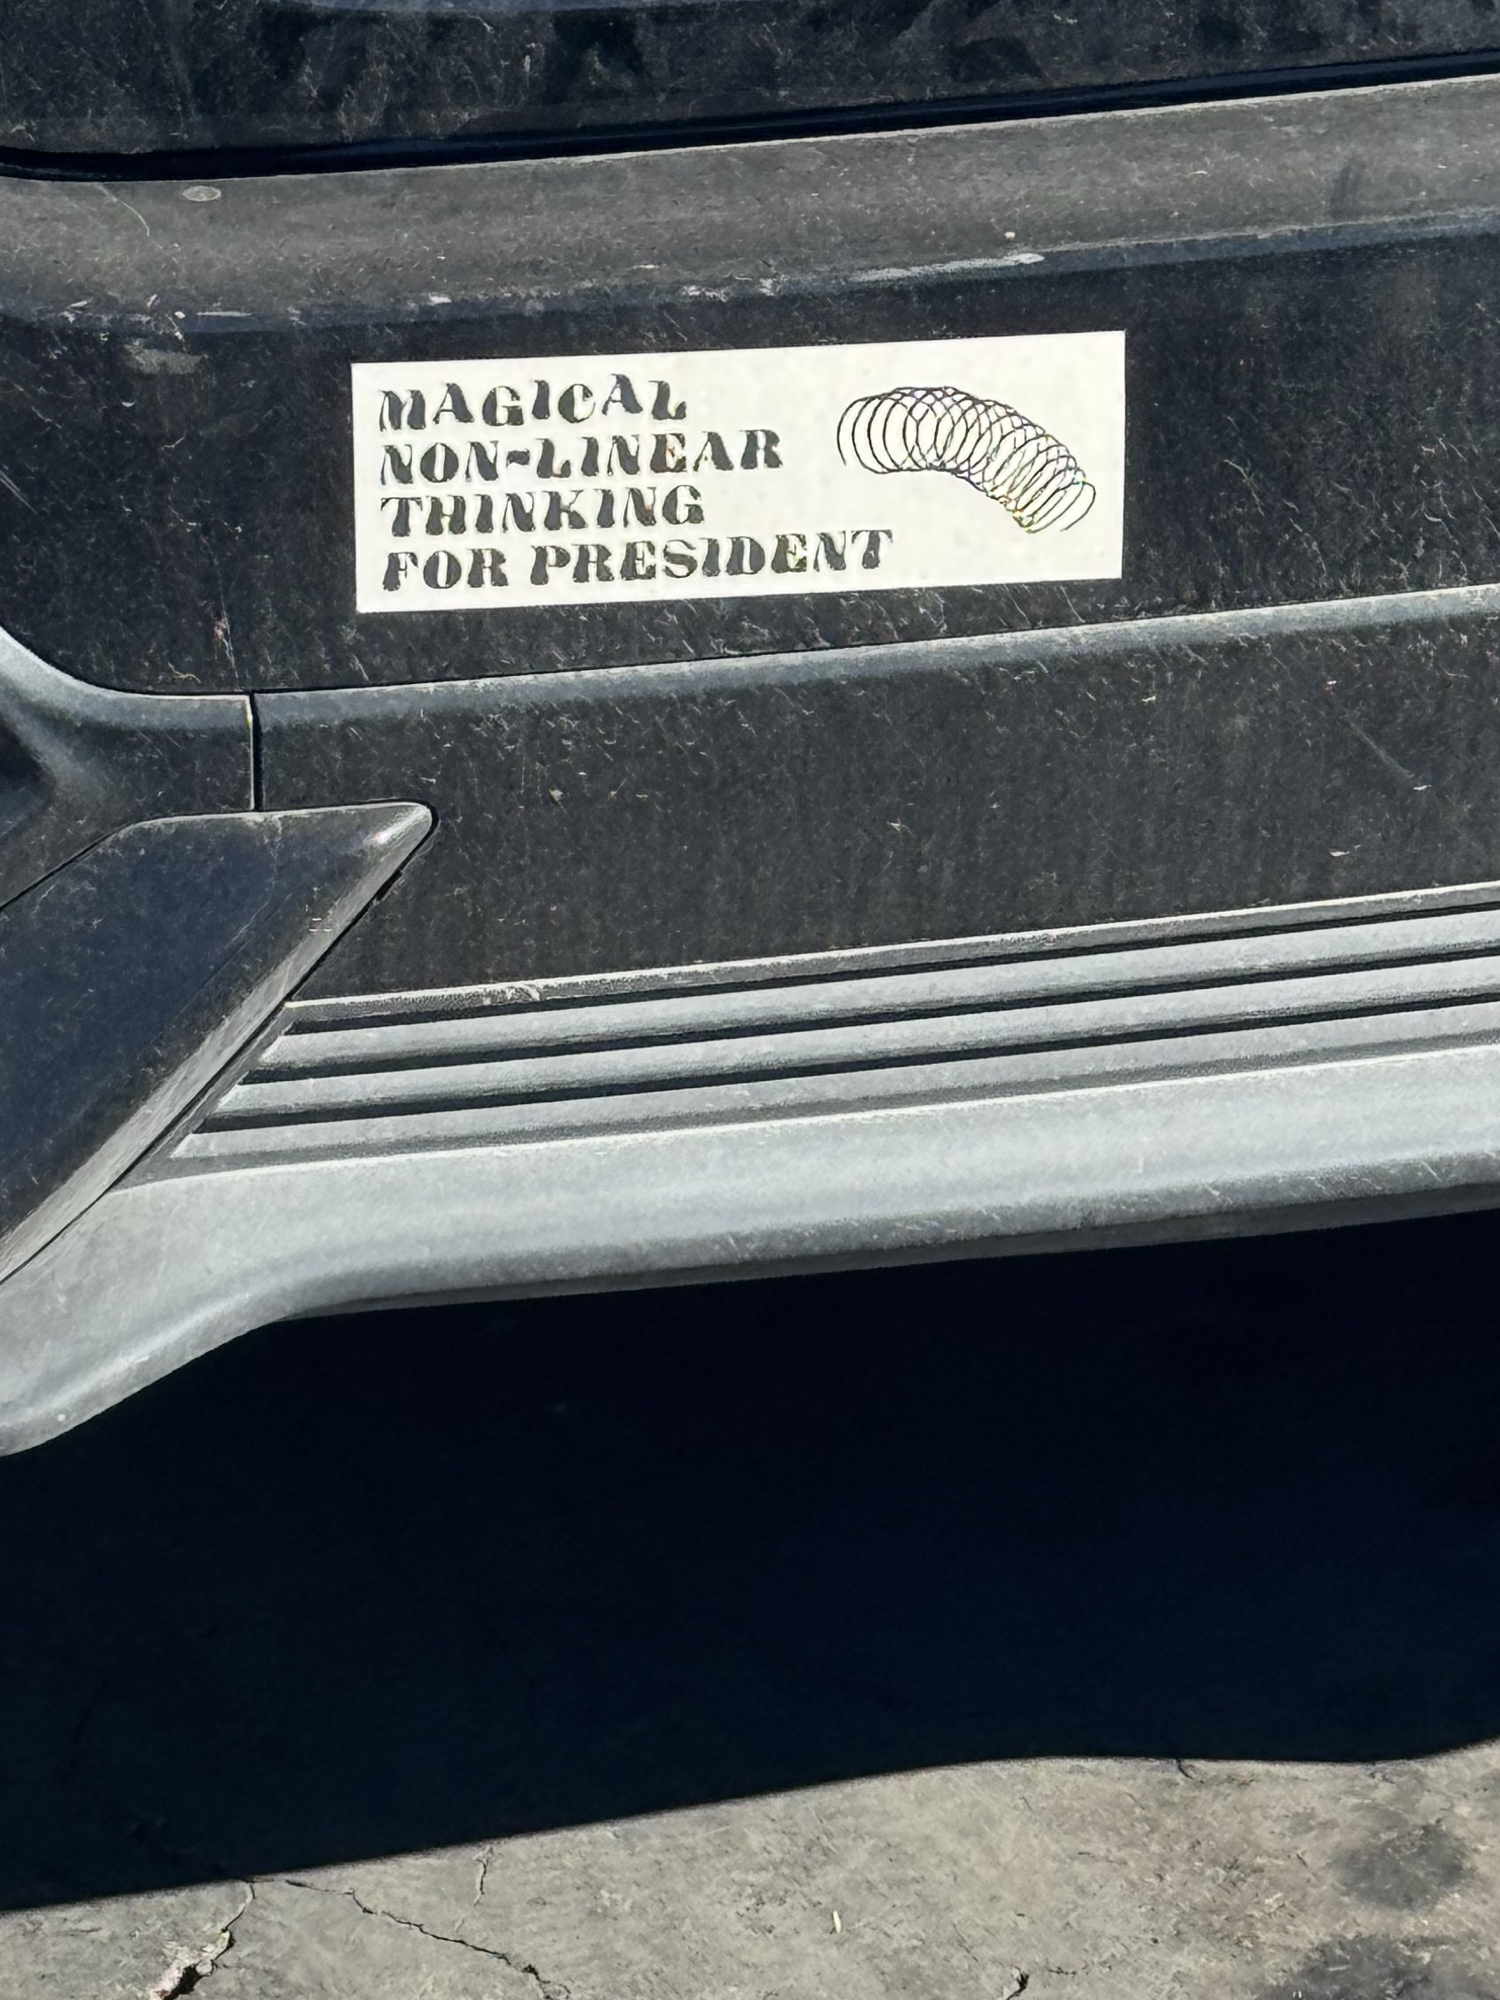 MAGICAL
NON-LINEAR
THINKING
FOR PRESIDENT